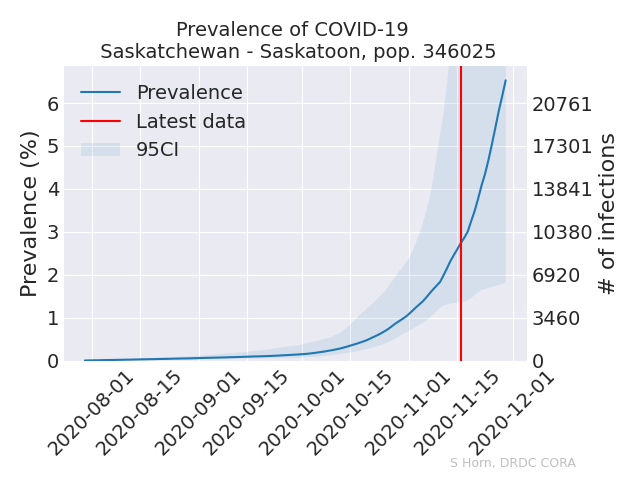 Prevalence of COVID-19
Saskatchewan - Saskatoon, pop. 346025
Prevalence
Latest data
95CI
Prevalence (%)
6
5
4
3
2
1
0
20761
17301
13841
10380
6920
3460
0
# of infections
2020-08-01
2020-08-15
2020-09-01
2020-09-15
2020-10-01
2020-10-15
2020-11-01
2020-11-15
2020-12-01
S Horn, DRDC CORA